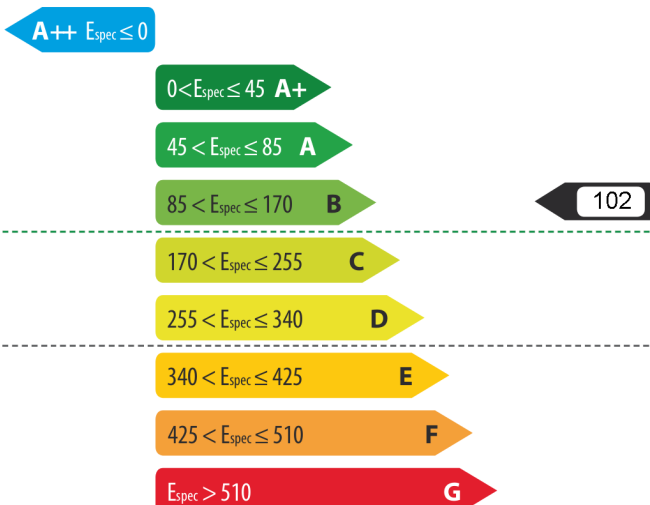 A++ Espec ≤ 0
0<Espec ≤ 45 A+
45 < Espec ≤ 85 A
85 < Espec ≤ 170 B
102
170 < Espec ≤ 255 C
255 < Espec ≤ 340 D
340 < Espec ≤ 425 E
425 < Espec ≤ 510 F
Espec > 510 G